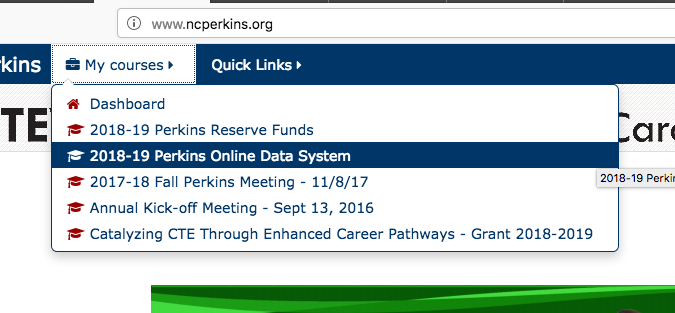 www.ncperkins.org
rkins
My courses
Quick Links
Dashboard
2018-19 Perkins Reserve Funds
2018-19 Perkins Online Data System
2017-18 Fall Perkins Meeting - 11/8/17
2018-19 Perkin
Annual Kick-off Meeting - Sept 13, 2016
Catalyzing CTE Through Enhanced Career Pathways - Grant 2018-2019
TE
Care